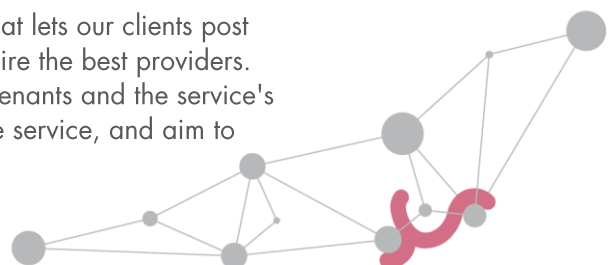 at lets our clients post
ire the best providers.
enants and the service's
e service, and aim to